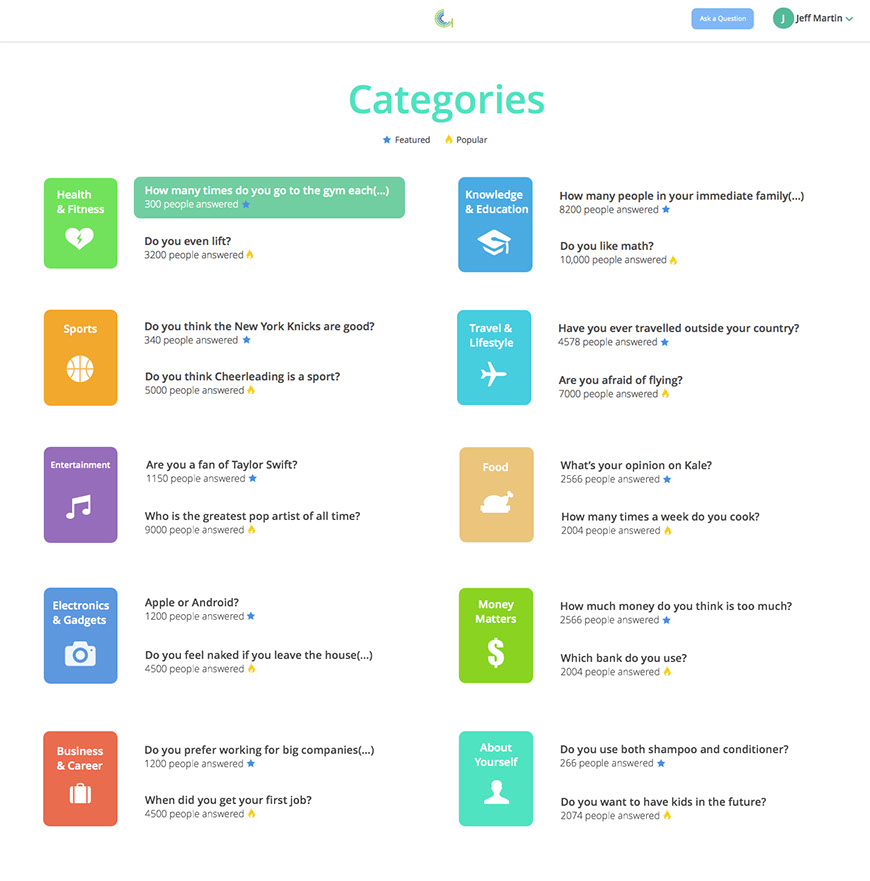 Ask a Question
J
Jeff Martin
Categories
Featured
Popular
Health
& Fitness
How many times do you go to the gym each(...)
300 people answered
Do you even lift?
3200 people answered
Knowledge
& Education
How many people in your immediate family(...)
8200 people answered
Do you like math?
10,000 people answered
Sports
Do you think the New York Knicks are good?
340 people answered
Do you think Cheerleading is a sport?
5000 people answered
Travel &
Lifestyle
Have you ever travelled outside your country?
4578 people answered
Are you afraid of flying?
7000 people answered
Entertainment
Are you a fan of Taylor Swift?
1150 people answered
Who is the greatest pop artist of all time?
9000 people answered
Food
What's your opinion on Kale?
2566 people answered
How many times a week do you cook?
2004 people answered
Electronics
& Gadgets
Apple or Android?
1200 people answered
Do you feel naked if you leave the house(...)
4500 people answered
Money
Matters
How much money do you think is too much?
2566 people answered
Which bank do you use?
2004 people answered
Business
& Career
Do you prefer working for big companies(...)
1200 people answered
When did you get your first job?
4500 people answered
About
Yourself
Do you use both shampoo and conditioner?
266 people answered
Do you want to have kids in the future?
2074 people answered